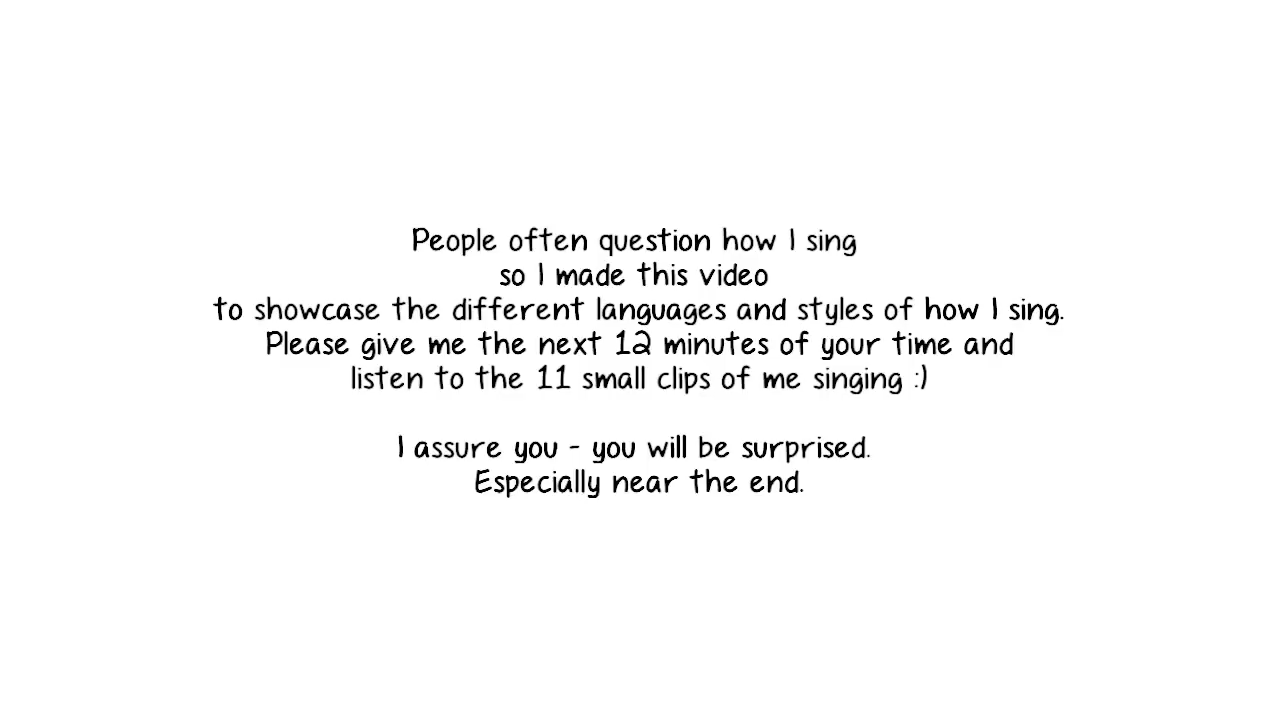 People often question how I sing
so I made this video
to showcase the different languages and styles of how I sing.
Please give me the next 12 minutes of your time and
listen to the 11 small clips of me singing :)
I assure you - you will be surprised.
Especially near the end.